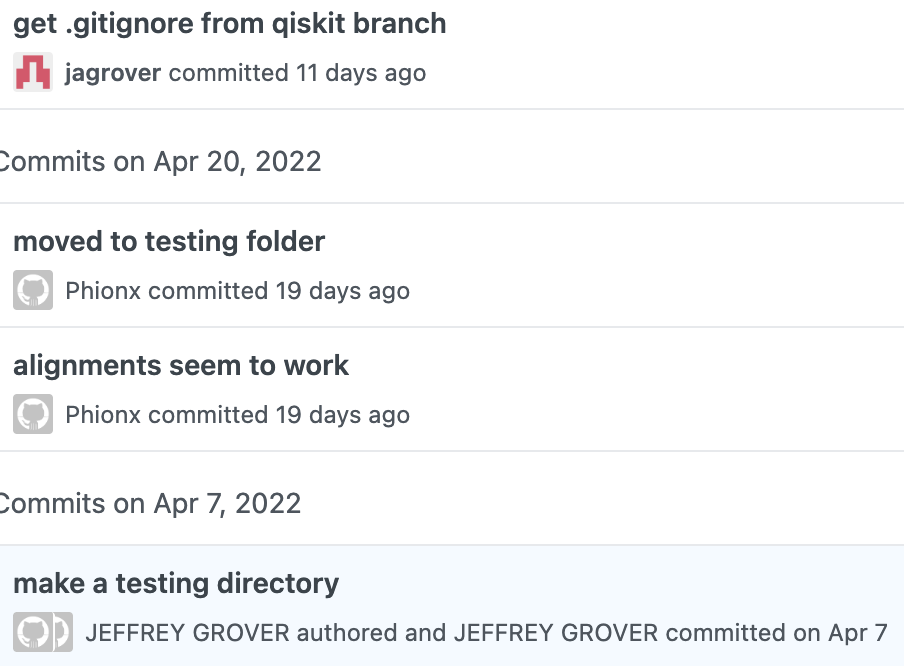 get .gitignore from qiskit branch
jagrover committed 11 days ago
Commits on Apr 20, 2022
moved to testing folder
Phionx committed 19 days ago
alignments seem to work
Phionx committed 19 days ago
Commits on Apr 7, 2022
make a testing directory
JEFFREY GROVER authored and JEFFREY GROVER committed on Apr 7